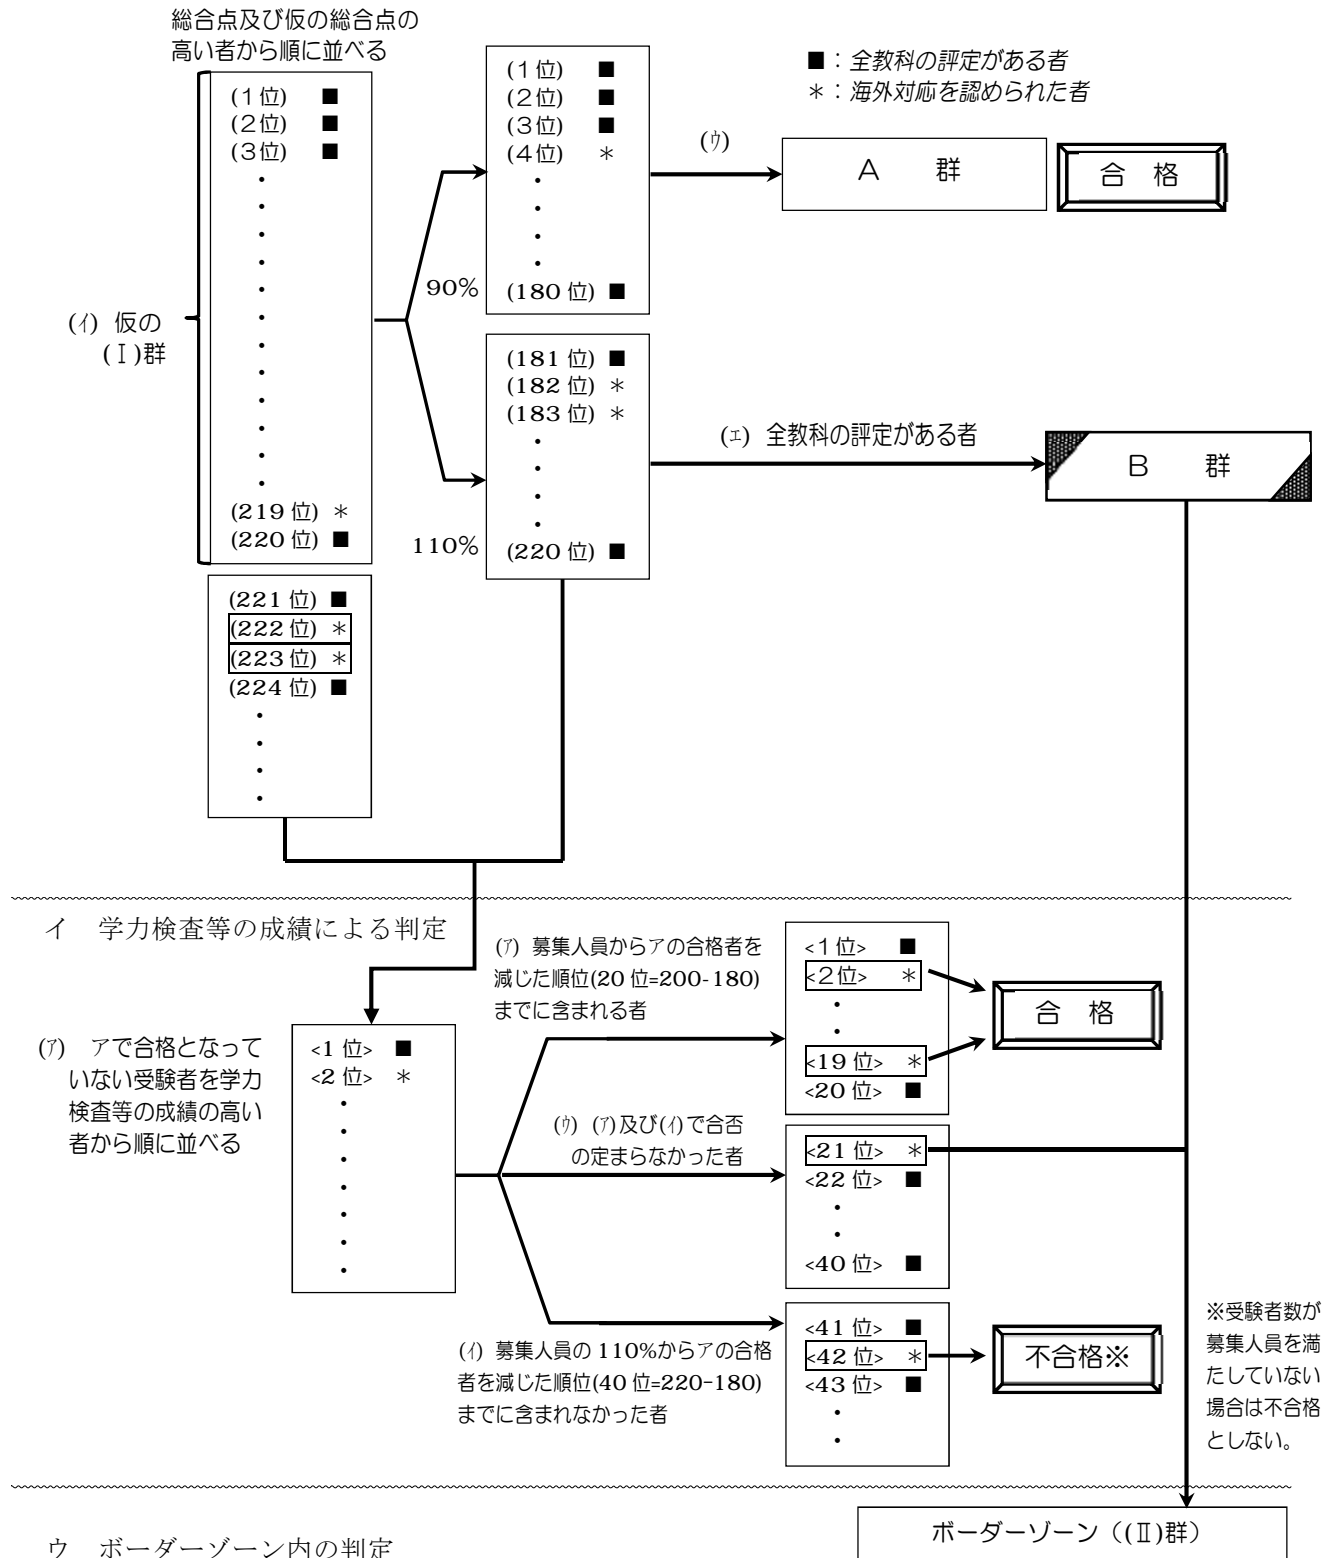 総合点及び仮の総合点の
高い者から順に並べる
■：全教科の評定がある者
＊：海外対応を認められた者
(ｲ) 仮の
(Ⅰ)群
(1位) ■
(2位) ■
(3位) ■
・
・
・
・
・
・
・
・
・
・
・
・
(219位) ＊
(220位) ■
(221位) ■
(222位) ＊
(223位) ＊
(224位) ■
・
・
・
・
90%
110%
(1位) ■
(2位) ■
(3位) ■
(4位) ＊
・
・
・
・
(180位) ■
(181位) ■
(182位) ＊
(183位) ＊
・
・
・
・
(220位) ■
(ｳ)
A 群
合 格
(ｴ) 全教科の評定がある者
B 群
イ 学力検査等の成績による判定
(ｱ) アで合格となって
いない受験者を学力
検査等の成績の高い
者から順に並べる
<1位> ■
<2位> ＊
・
・
・
・
・
・
・
(ｱ) 募集人員からアの合格者を
減じた順位(20位=200-180)
までに含まれる者
<1位> ■
<2位> ＊
・
・
<19位> ＊
<20位> ■
合 格
(ｳ) (ｱ)及び(ｲ)で合否
の定まらなかった者
<21位> ＊
<22位> ■
・
・
<40位> ■
(ｲ) 募集人員の110%からアの合格
者を減じた順位(40位=220-180)
までに含まれなかった者
<41位> ■
<42位> ＊
<43位> ■
・
・
不合格※
※受験者数が
募集人員を満
たしていない
場合は不合格
としない。
ウ ボーダーゾーン内の判定
ボーダーゾーン（(Ⅱ)群）